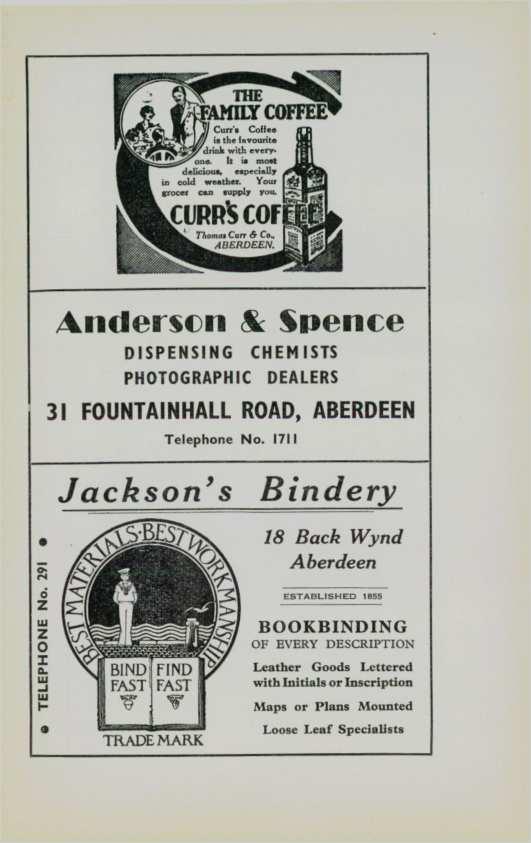 THE
FAMILY COFFEE
Curr's Coffee
is the favourite
drink with every-
one. It is most
delicious, especially
in cold weather. Your
grocer can supply you.
CURR'S COFFEE
Thomas Curr & Co.,
ABERDEEN.
Anderson & Spence
DISPENSING CHEMISTS
PHOTOGRAPHIC DEALERS
31 FOUNTAINHALL ROAD, ABERDEEN
Telephone No. 1711
Jackson's Bindery
TELEPHONE No. 291
BEST MATERIALS·BEST WORKMANSHIP
BIND FAST
FIND FAST
TRADE MARK
18 Back Wynd
Aberdeen
ESTABLISHED 1855
BOOKBINDING
OF EVERY DESCRIPTION
Leather Goods Lettered
with Initials or Inscription
Maps or Plans Mounted
Loose Leaf Specialists